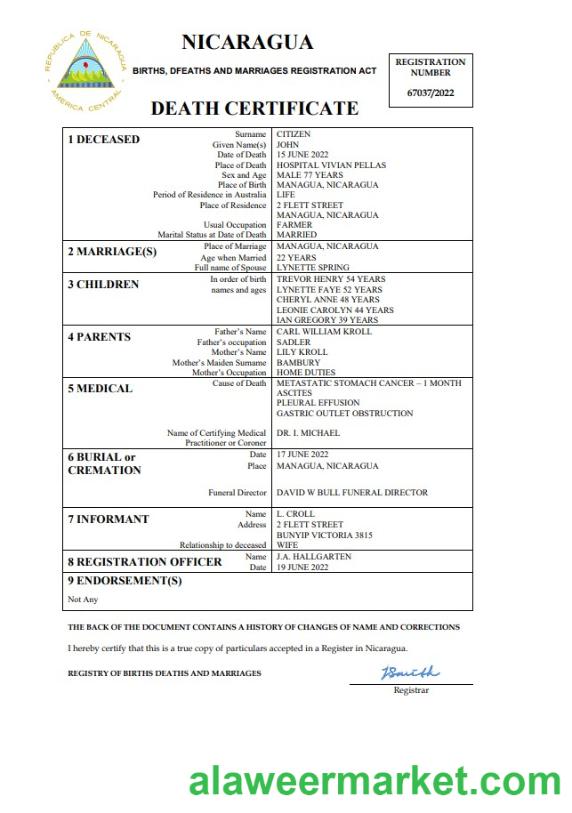 REPUBLICA DE NICARAGUA
AMERICA CENTRAL
NICARAGUA
BIRTHS, DFEATHS AND MARRIAGES REGISTRATION ACT
REGISTRATION
NUMBER
67037/2022
DEATH CERTIFICATE
1 DECEASED
Surname CITIZEN
Given Name(s) JOHN
Date of Death 15 JUNE 2022
Place of Death HOSPITAL VIVIAN PELLAS
Sex and Age MALE 77 YEARS
Place of Birth MANAGUA, NICARAGUA
Period of Residence in Australia LIFE
Place of Residence 2 FLETT STREET
MANAGUA, NICARAGUA
Usual Occupation FARMER
Marital Status at Date of Death MARRIED
2 MARRIAGE(S)
Place of Marriage MANAGUA, NICARAGUA
Age when Married 22 YEARS
Full name of Spouse LYNETTE SPRING
3 CHILDREN
In order of birth TREVOR HENRY 54 YEARS
names and ages LYNETTE FAYE 52 YEARS
CHERYL ANNE 48 YEARS
LEONIE CAROLYN 44 YEARS
IAN GREGORY 39 YEARS
4 PARENTS
Father's Name CARL WILLIAM KROLL
Father's occupation SADLER
Mother's Name LILY KROLL
Mother's Maiden Surname BAMBURY
Mother's Occupation HOME DUTIES
5 MEDICAL
Cause of Death METASTATIC STOMACH CANCER – 1 MONTH
ASCITES
PLEURAL EFFUSION
GASTRIC OUTLET OBSTRUCTION
Name of Certifying Medical DR. I. MICHAEL
Practitioner or Coroner
6 BURIAL or
CREMATION
Date 17 JUNE 2022
Place MANAGUA, NICARAGUA
Funeral Director DAVID W BULL FUNERAL DIRECTOR
7 INFORMANT
Name L. CROLL
Address 2 FLETT STREET
BUNYIP VICTORIA 3815
Relationship to deceased WIFE
8 REGISTRATION OFFICER
Name J.A. HALLGARTEN
Date 19 JUNE 2022
9 ENDORSEMENT(S)
Not Any
THE BACK OF THE DOCUMENT CONTAINS A HISTORY OF CHANGES OF NAME AND CORRECTIONS
I hereby certify that this is a true copy of particulars accepted in a Register in Nicaragua.
REGISTRY OF BIRTHS DEATHS AND MARRIAGES
JSmith
Registrar
alaweermarket.com